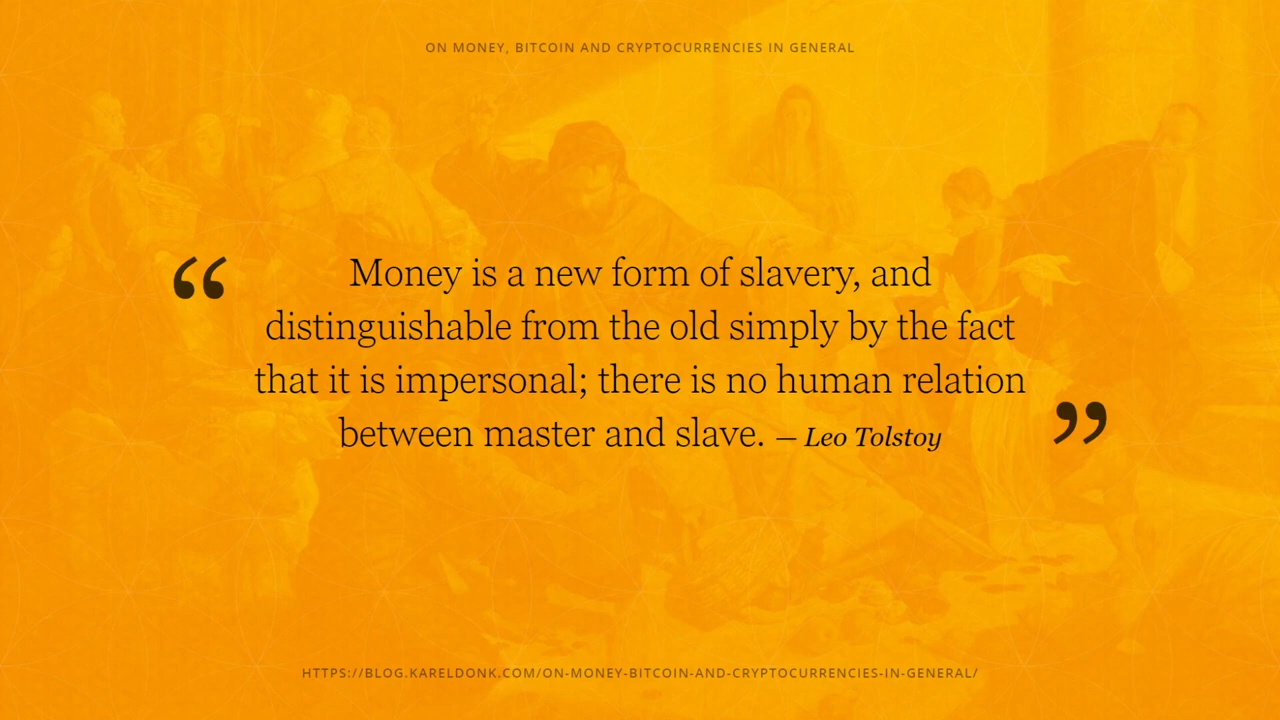 ON MONEY, BITCOIN AND CRYPTOCURRENCIES IN GENERAL
“Money is a new form of slavery, and
distinguishable from the old simply by the fact
that it is impersonal; there is no human relation
between master and slave. — Leo Tolstoy”
HTTPS://BLOG.KARELDONK.COM/ON-MONEY-BITCOIN-AND-CRYPTOCURRENCIES-IN-GENERAL/